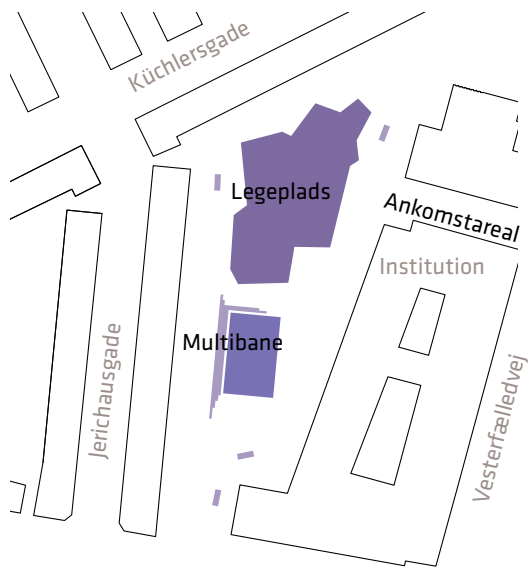 Küchlersgade
Legeplads
Ankomstareal
Institution
Multibane
Jerichausgade
Vesterfælledvej